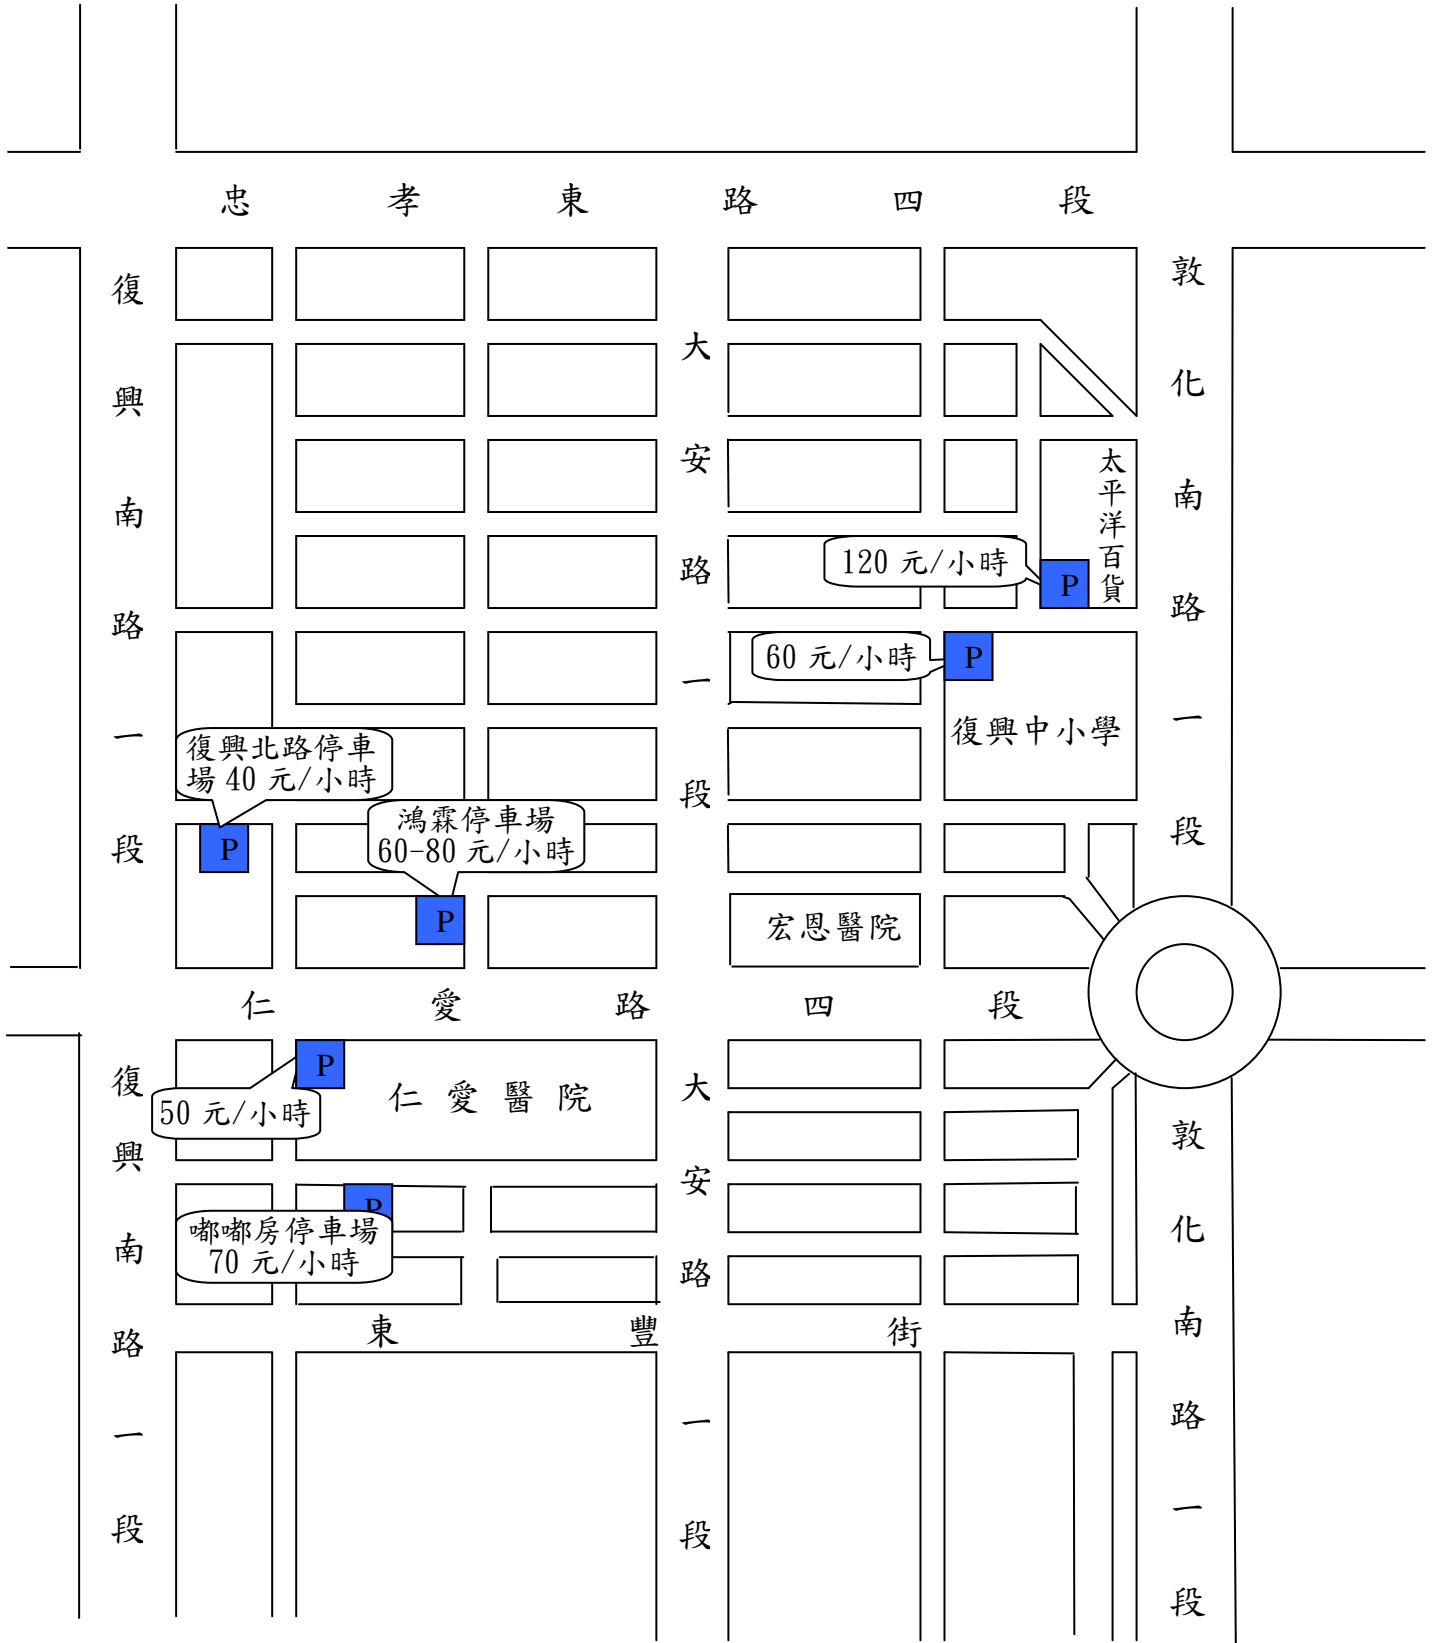 忠孝東路四段
復興南路一段
大安路一段
敦化南路一段
太平洋百貨
120 元/小時
P
60 元/小時
P
復興中小學
復興北路停車
場 40 元/小時
P
鴻霖停車場
60-80 元/小時
P
宏恩醫院
仁愛路四段
復興南路一段
大安路一段
敦化南路一段
P
50 元/小時
仁愛醫院
P
嘟嘟房停車場
70 元/小時
東豐街